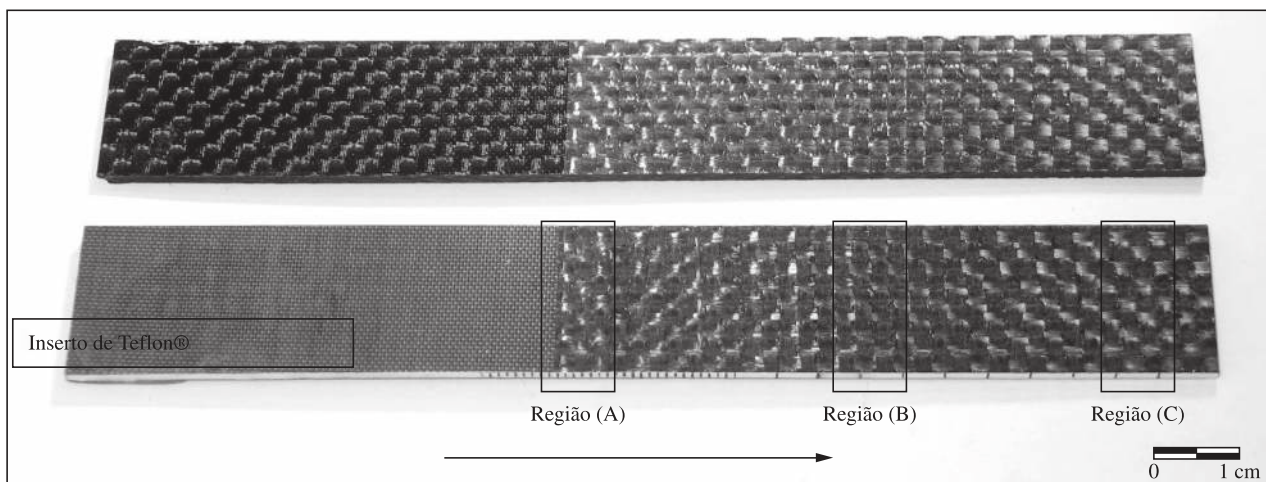 Inserto de Teflon®
Região (A)
Região (B)
Região (C)
0
1 cm